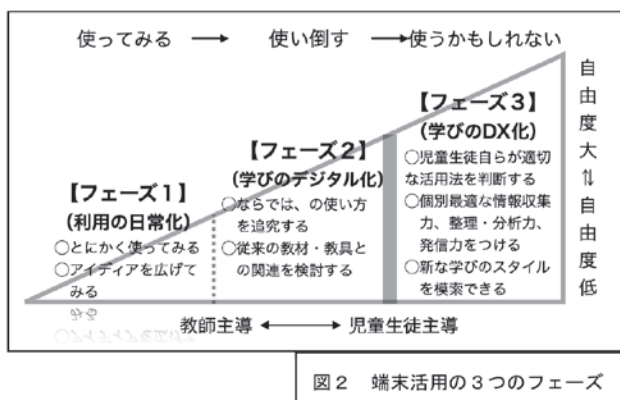 使ってみる → 使い倒す → 使うかもしれない
【フェーズ1】
(利用の日常化)
○とにかく使ってみる
○アイディアを広げて
みる
【フェーズ2】
(学びのデジタル化)
○ならでは、の使い方
を追究する
○従来の教材・教具と
の関連を検討する
【フェーズ3】
(学びのDX化)
○児童生徒自らが適切
な活用法を判断する
○個別最適な情報収集
力、整理・分析力、
発信力をつける
○新な学びのスタイル
を模索できる
自由度大⇅自由度低
教師主導 ←→ 児童生徒主導
図2 端末活用の3つのフェーズ